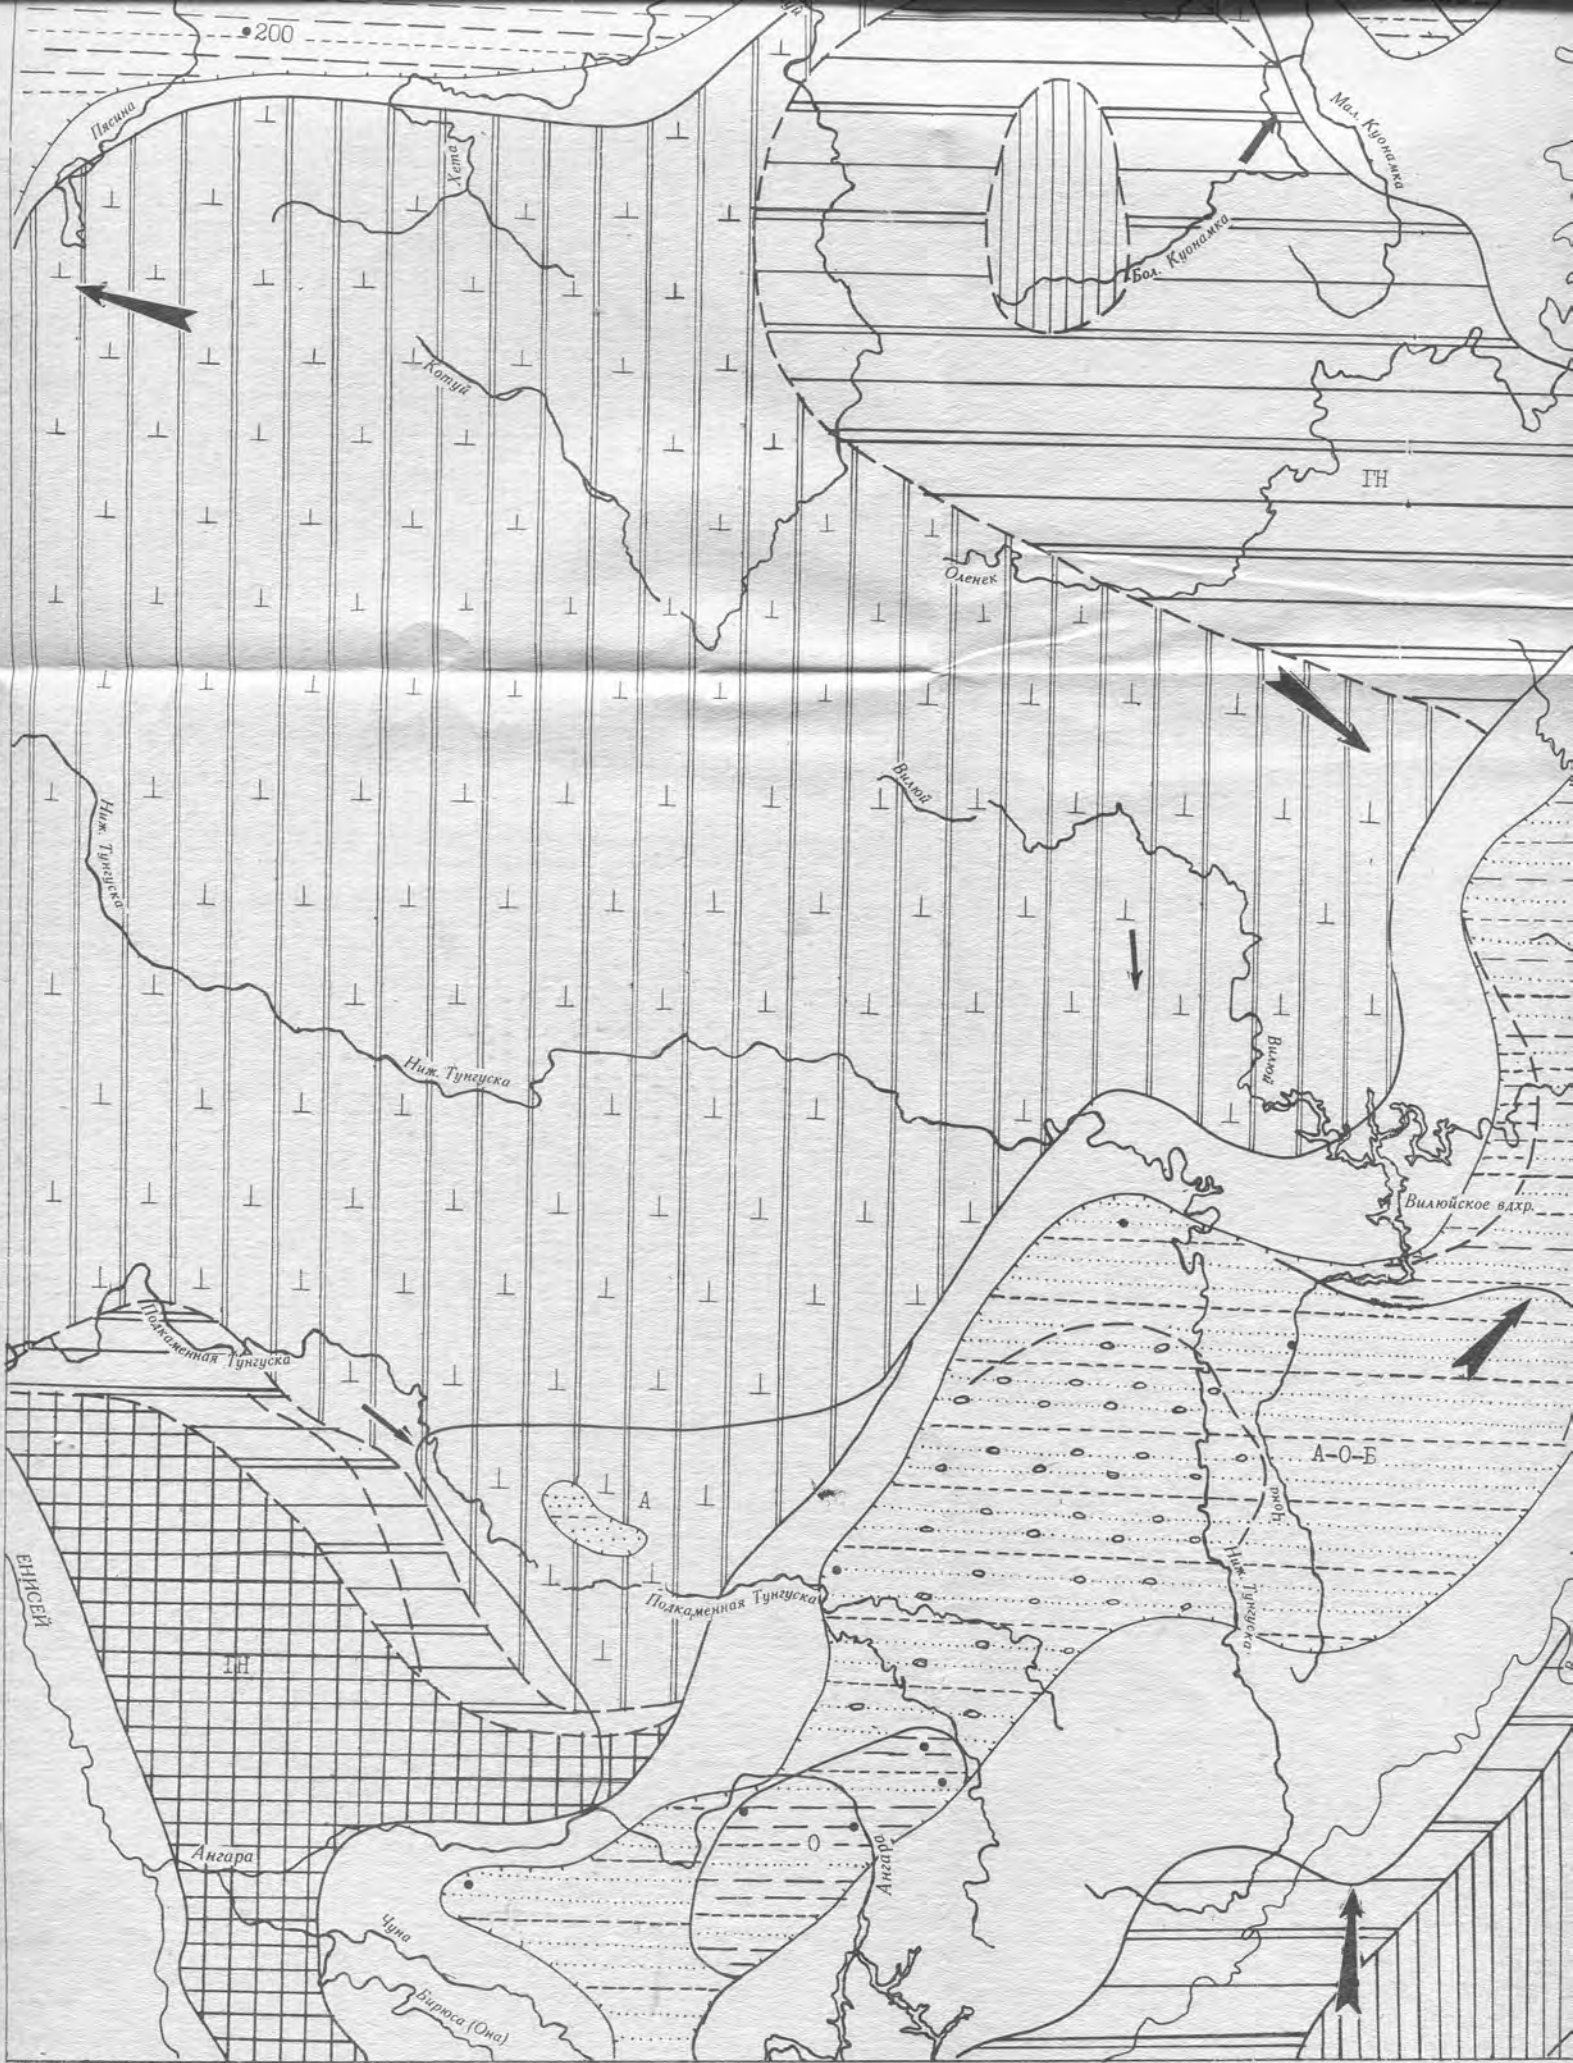 200
Пясина
Хета
Мал. Куонамка
Бол. Куонамка
Котуй
ГН
Оленек
Вилюй
Ниж. Тунгуска
Ниж. Тунгуска
Вилюй
Вилюйское вдхр.
Подкаменная Тунгуска
А-О-Б
А
Чона
ЕНИСЕЙ
Подкаменная Тунгуска
Ниж. Тунгуска
ГН
О
Ангара
Ангара
Чуна
Бирюса (Она)